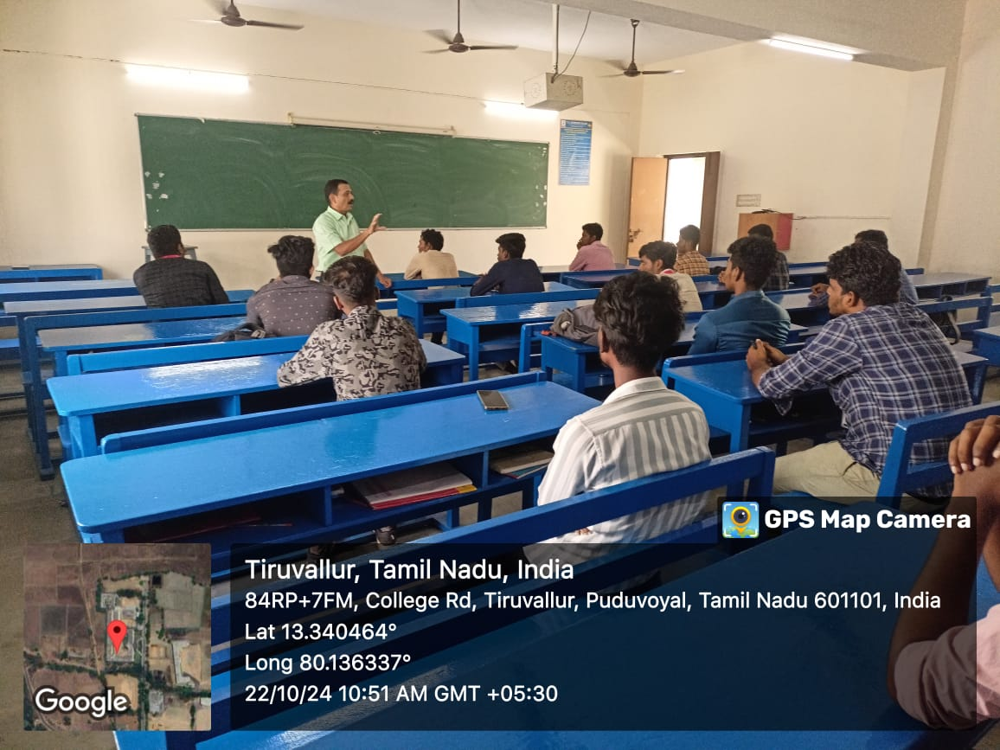 GPS Map Camera
Tiruvallur, Tamil Nadu, India
84RP+7FM, College Rd, Tiruvallur, Puduvoyal, Tamil Nadu 601101, India
Lat 13.340464°
Long 80.136337°
22/10/24 10:51 AM GMT +05:30
Google